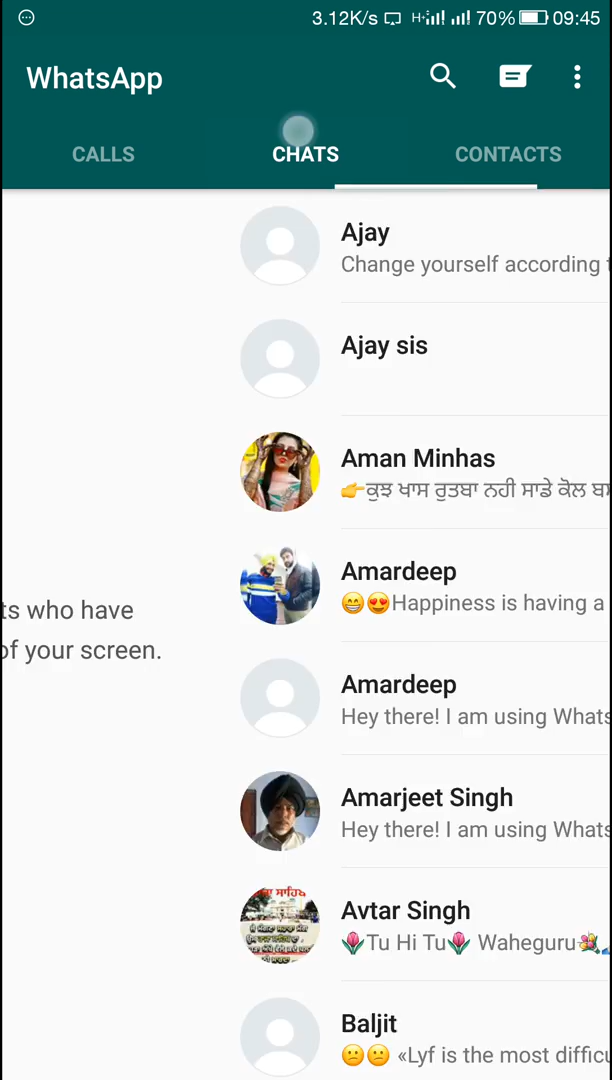 3.12K/s H+ 70% 09:45
WhatsApp
CALLS CHATS CONTACTS
Ajay
Change yourself according
Ajay sis
Aman Minhas
👉ਕੁਝ ਖਾਸ ਰੁਤਬਾ ਨਹੀ ਸਾਡੇ ਕੋਲ
Amardeep
😁😍Happiness is having a
ts who have
of your screen.
Amardeep
Hey there! I am using Whats
Amarjeet Singh
Hey there! I am using Whats
Avtar Singh
🌷Tu Hi Tu🌷 Waheguru💐
Baljit
😕😕 «Lyf is the most difficu